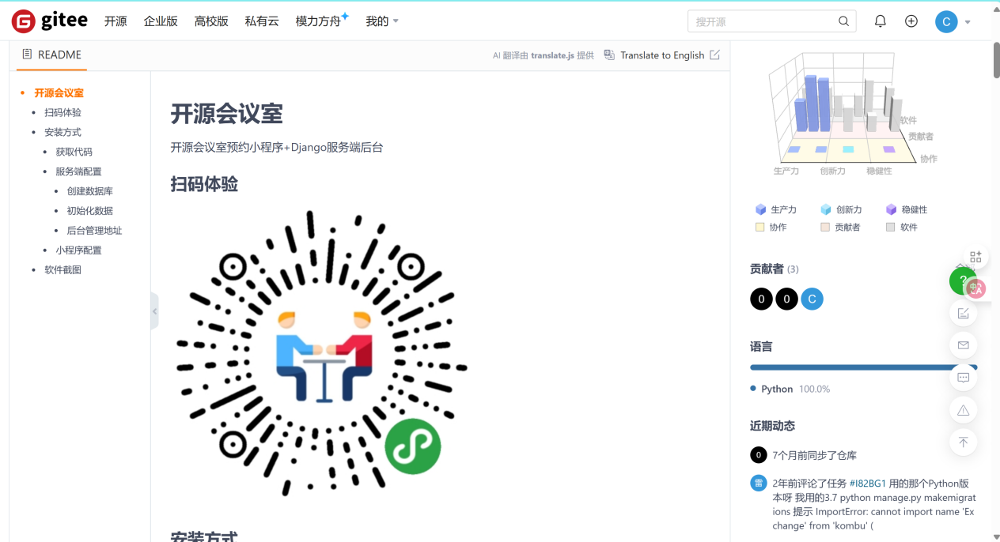 gitee
开源
企业版
高校版
私有云
模力方舟
我的
搜开源
C
README
AI 翻译由 translate.js 提供
Translate to English
开源会议室
扫码体验
安装方式
获取代码
服务端配置
创建数据库
初始化数据
后台管理地址
小程序配置
软件截图
开源会议室
开源会议室预约小程序+Django服务端后台
扫码体验
安装方式
软件
贡献者
协作
生产力
创新力
稳健性
生产力
创新力
稳健性
协作
贡献者
软件
贡献者 (3)
0
0
C
语言
Python 100.0%
近期动态
0
7个月前同步了仓库
雷
2年前评论了任务 #I82BG1 用的那个Python版
本呀 我用的3.7 python manage.py makemigrat
ions 提示 ImportError: cannot import name 'Ex
change' from 'kombu' (
?